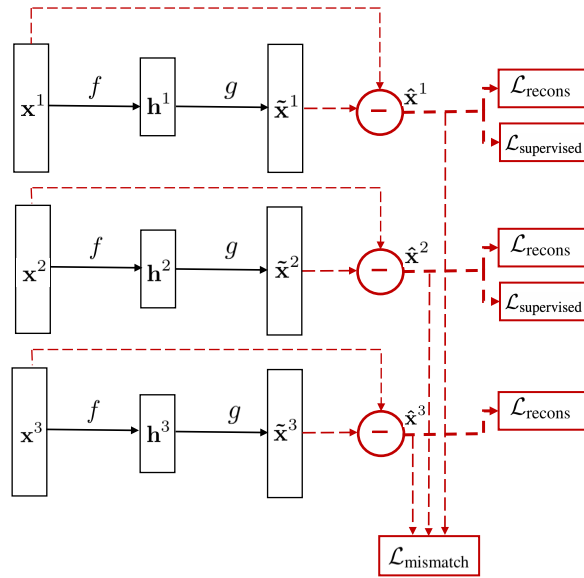 x¹ f h¹ g x̃¹ − x̂¹ ℒrecons
ℒsupervised
x² f h² g x̃² − x̂² ℒrecons
ℒsupervised
x³ f h³ g x̃³ − x̂³ ℒrecons
ℒmismatch